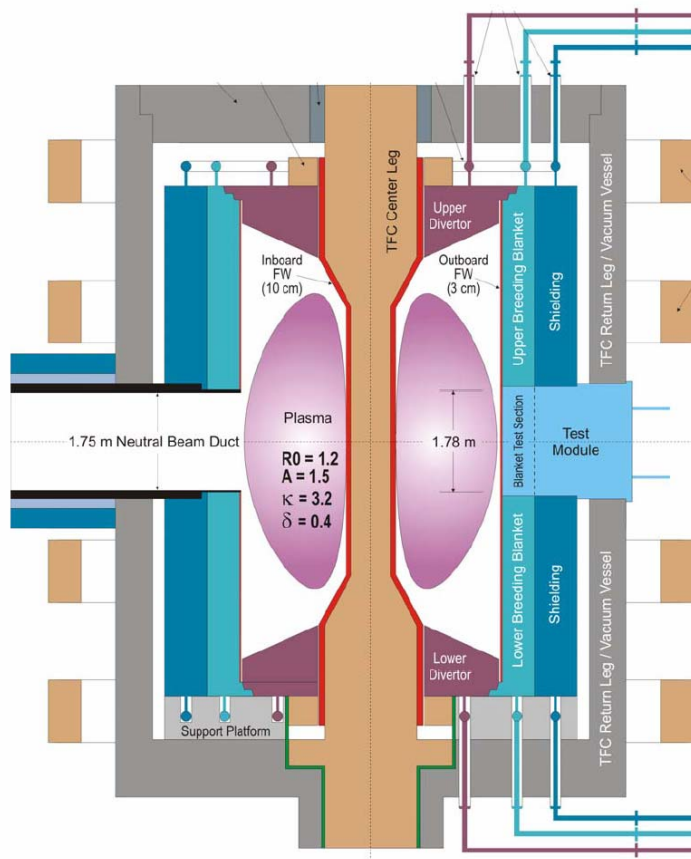 TFC Center Leg
Upper
Divertor
Inboard
FW
(10 cm)
Outboard
FW
(3 cm)
Upper Breeding Blanket
Shielding
TFC Return Leg / Vacuum Vessel
1.75 m Neutral Beam Duct
Plasma
R0 = 1.2
A = 1.5
κ = 3.2
δ = 0.4
1.78 m
Blanket Test Section
Test
Module
Lower Breeding Blanket
Shielding
TFC Return Leg / Vacuum Vessel
Lower
Divertor
Support Platform